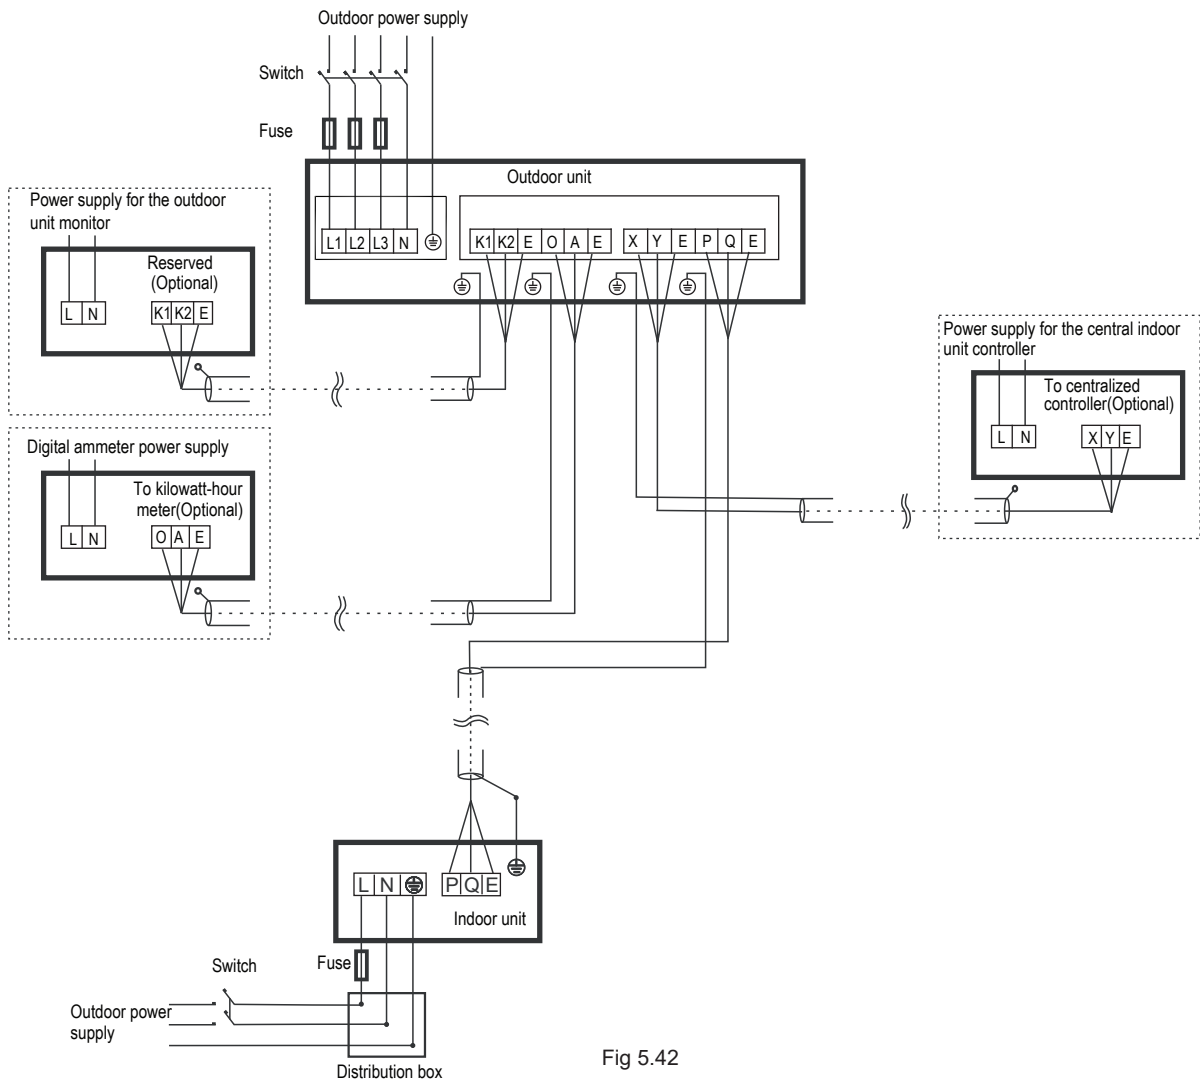 Outdoor power supply
Switch
Fuse
Outdoor unit
L1 L2 L3 N
K1 K2 E O A E
X Y E P Q E
Power supply for the outdoor
unit monitor
Reserved
(Optional)
L N
K1 K2 E
Power supply for the central indoor
unit controller
To centralized
controller(Optional)
L N
X Y E
Digital ammeter power supply
To kilowatt-hour
meter(Optional)
L N
O A E
L N
P Q E
Indoor unit
Fuse
Switch
Outdoor power
supply
Distribution box
Fig 5.42